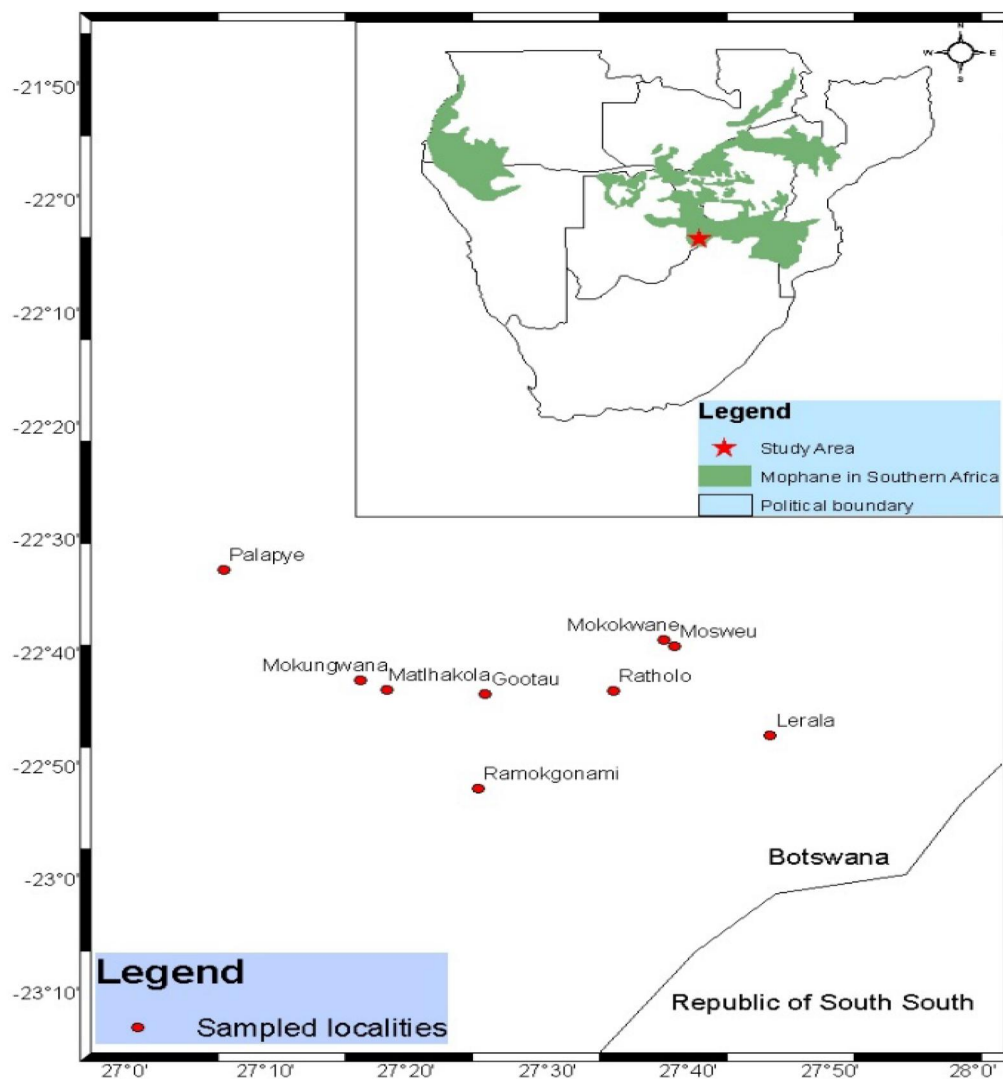 N
W E
S
-21°50'
-22°0'
-22°10'
-22°20'
-22°30'
-22°40'
-22°50'
-23°0'
-23°10'
Legend
Study Area
Mophane in Southern Africa
Political boundary
Palapye
Mokokwane
Mosweu
Mokungwana
Matlhakola
Gootau
Ratholo
Lerala
Ramokgonami
Botswana
Republic of South South
Legend
Sampled localities
27°0' 27°10' 27°20' 27°30' 27°40' 27°50' 28°0'